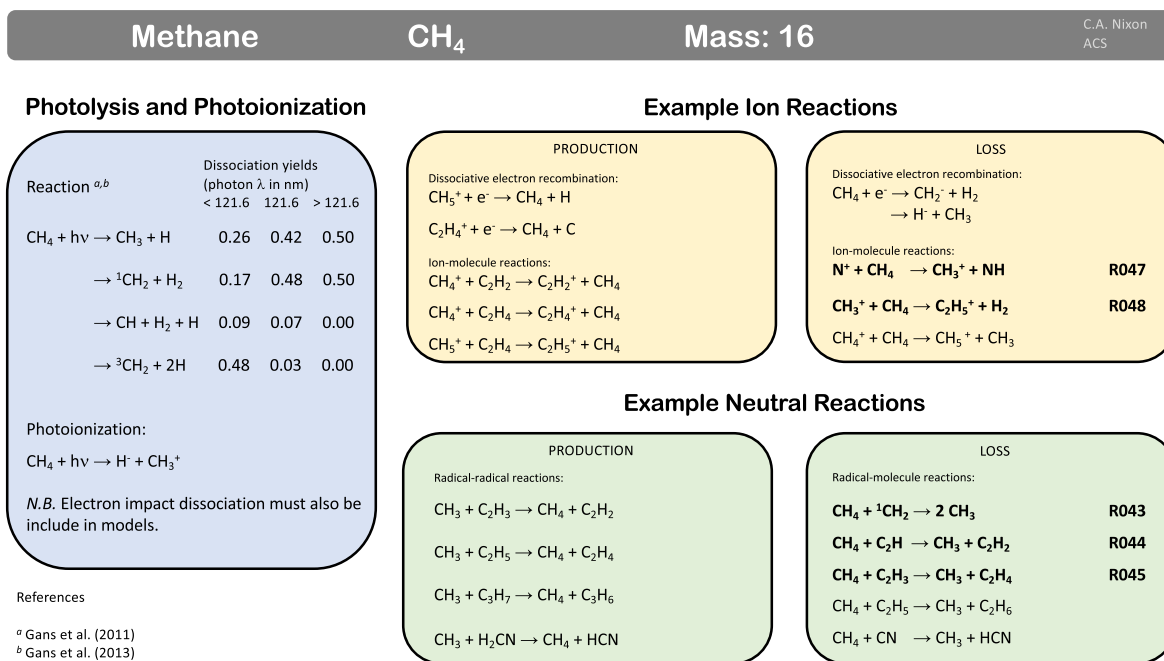 Methane CH₄ Mass: 16 C.A. Nixon
ACS
Photolysis and Photoionization
Dissociation yields
Reaction ᵃ,ᵇ (photon λ in nm)
< 121.6 121.6 > 121.6
CH₄ + hν → CH₃ + H 0.26 0.42 0.50
→ ¹CH₂ + H₂ 0.17 0.48 0.50
→ CH + H₂ + H 0.09 0.07 0.00
→ ³CH₂ + 2H 0.48 0.03 0.00
Photoionization:
CH₄ + hν → H⁻ + CH₃⁺
N.B. Electron impact dissociation must also be
include in models.
References
ᵃ Gans et al. (2011)
ᵇ Gans et al. (2013)
Example Ion Reactions
PRODUCTION
Dissociative electron recombination:
CH₅⁺ + e⁻ → CH₄ + H
C₂H₄⁺ + e⁻ → CH₄ + C
Ion-molecule reactions:
CH₄⁺ + C₂H₂ → C₂H₂⁺ + CH₄
CH₄⁺ + C₂H₄ → C₂H₄⁺ + CH₄
CH₅⁺ + C₂H₄ → C₂H₅⁺ + CH₄
LOSS
Dissociative electron recombination:
CH₄ + e⁻ → CH₂⁻ + H₂
→ H⁻ + CH₃
Ion-molecule reactions:
N⁺ + CH₄ → CH₃⁺ + NH R047
CH₃⁺ + CH₄ → C₂H₅⁺ + H₂ R048
CH₄⁺ + CH₄ → CH₅⁺ + CH₃
Example Neutral Reactions
PRODUCTION
Radical-radical reactions:
CH₃ + C₂H₃ → CH₄ + C₂H₂
CH₃ + C₂H₅ → CH₄ + C₂H₄
CH₃ + C₃H₇ → CH₄ + C₃H₆
CH₃ + H₂CN → CH₄ + HCN
LOSS
Radical-molecule reactions:
CH₄ + ¹CH₂ → 2 CH₃ R043
CH₄ + C₂H → CH₃ + C₂H₂ R044
CH₄ + C₂H₃ → CH₃ + C₂H₄ R045
CH₄ + C₂H₅ → CH₃ + C₂H₆
CH₄ + CN → CH₃ + HCN